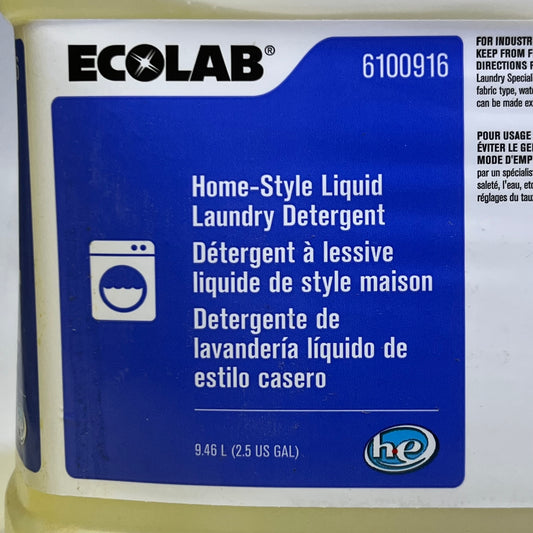 ECOLAB®
6100916
Home-Style Liquid
Laundry Detergent
Détergent à lessive
liquide de style maison
Detergente de
lavandería líquido de
estilo casero
9.46 L (2.5 US GAL)
he
FOR INDUSTR
KEEP FROM F
DIRECTIONS F
Laundry Special
fabric type, wat
can be made ex
POUR USAGE
ÉVITER LE GE
MODE D'EMP
par un spécialis
saleté, l'eau, etc
réglages du tau